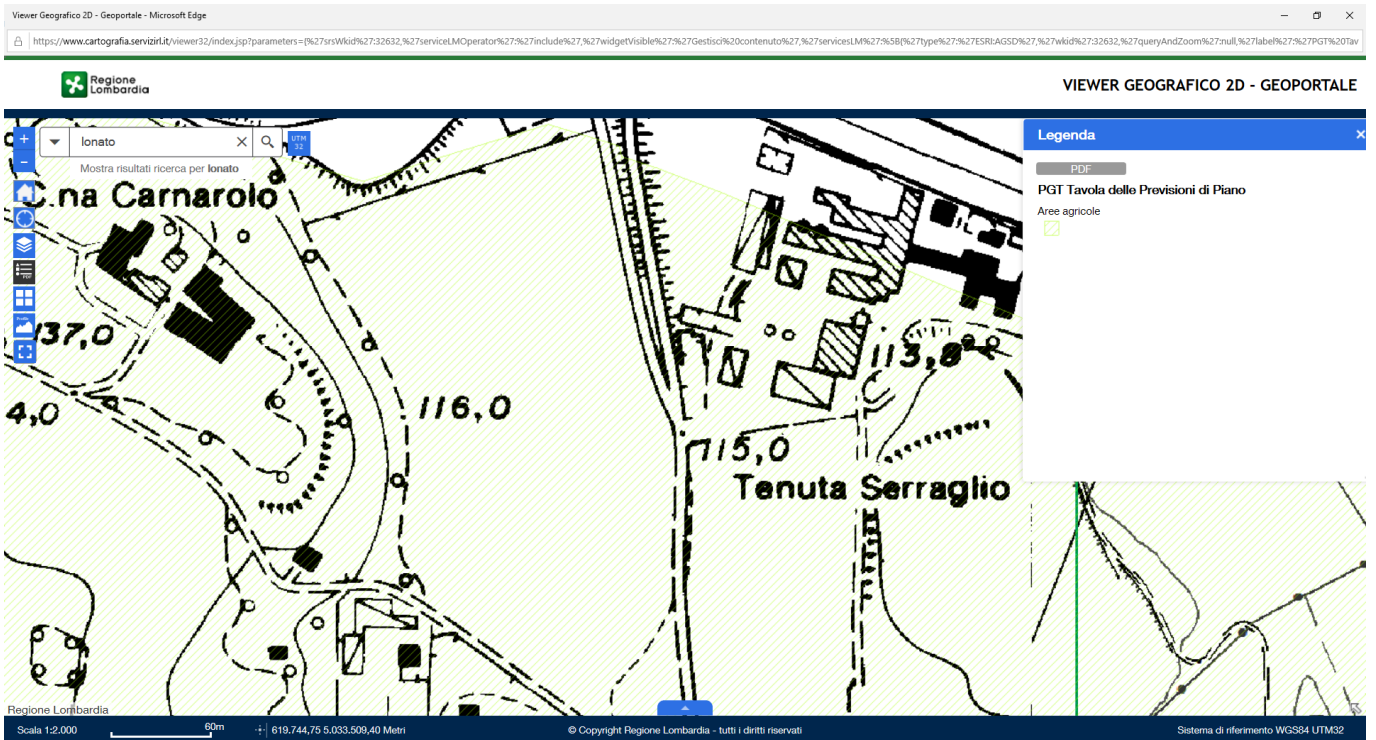 Viewer Geografico 2D - Geoportale - Microsoft Edge
https://www.cartografia.servizirl.it/viewer32/index.jsp?parameters={%27srsWkid%27:32632,%27serviceLMOperator%27:%27include%27,%27widgetVisible%27:%27Gestisci%20contenuto%27,%27servicesLM%27:%5B{%27type%27:%27ESRI:AGSD%27,%27wkid%27:32632,%27queryAndZoom%27:null,%27label%27:%27PGT%20Tav
Regione
Lombardia
VIEWER GEOGRAFICO 2D - GEOPORTALE
lonato
UTM
32
Mostra risultati ricerca per lonato
Legenda
PDF
PGT Tavola delle Previsioni di Piano
Aree agricole
C.na Carnarolo
PDF
Profilo
137,0
113,8
4,0
116,0
115,0
Tenuta Serraglio
Regione Lombardia
Scala 1:2.000
60m
619.744,75 5.033.509,40 Metri
© Copyright Regione Lombardia - tutti i diritti riservati
Sistema di riferimento WGS84 UTM32